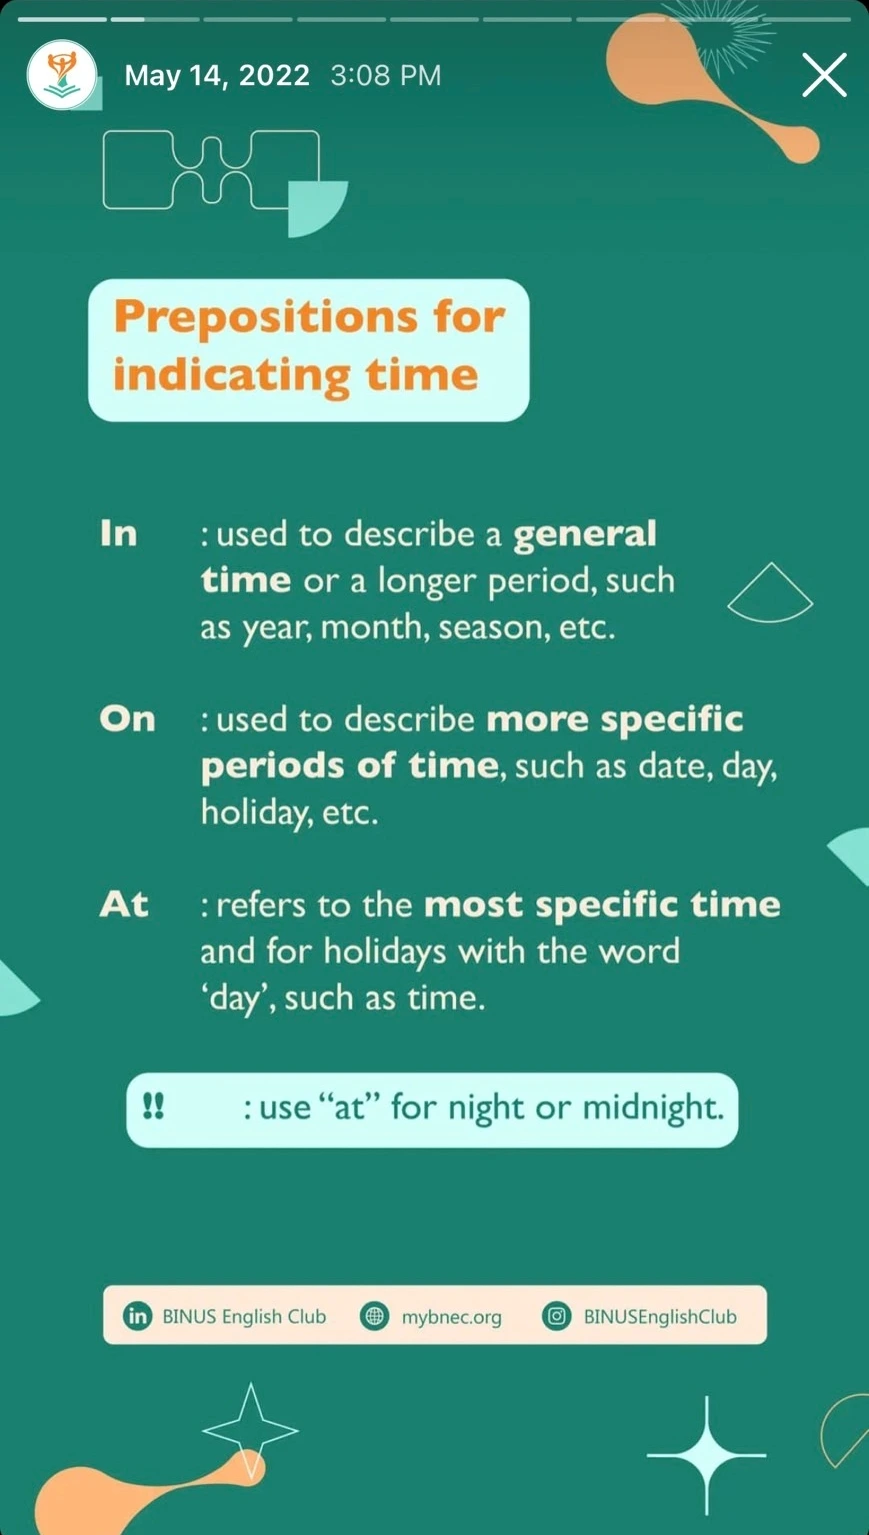 May 14, 2022 3:08 PM
Prepositions for
indicating time
In : used to describe a general
time or a longer period, such
as year, month, season, etc.
On : used to describe more specific
periods of time, such as date, day,
holiday, etc.
At : refers to the most specific time
and for holidays with the word
‘day’, such as time.
!! : use “at” for night or midnight.
in BINUS English Club mybnec.org BINUSEnglishClub